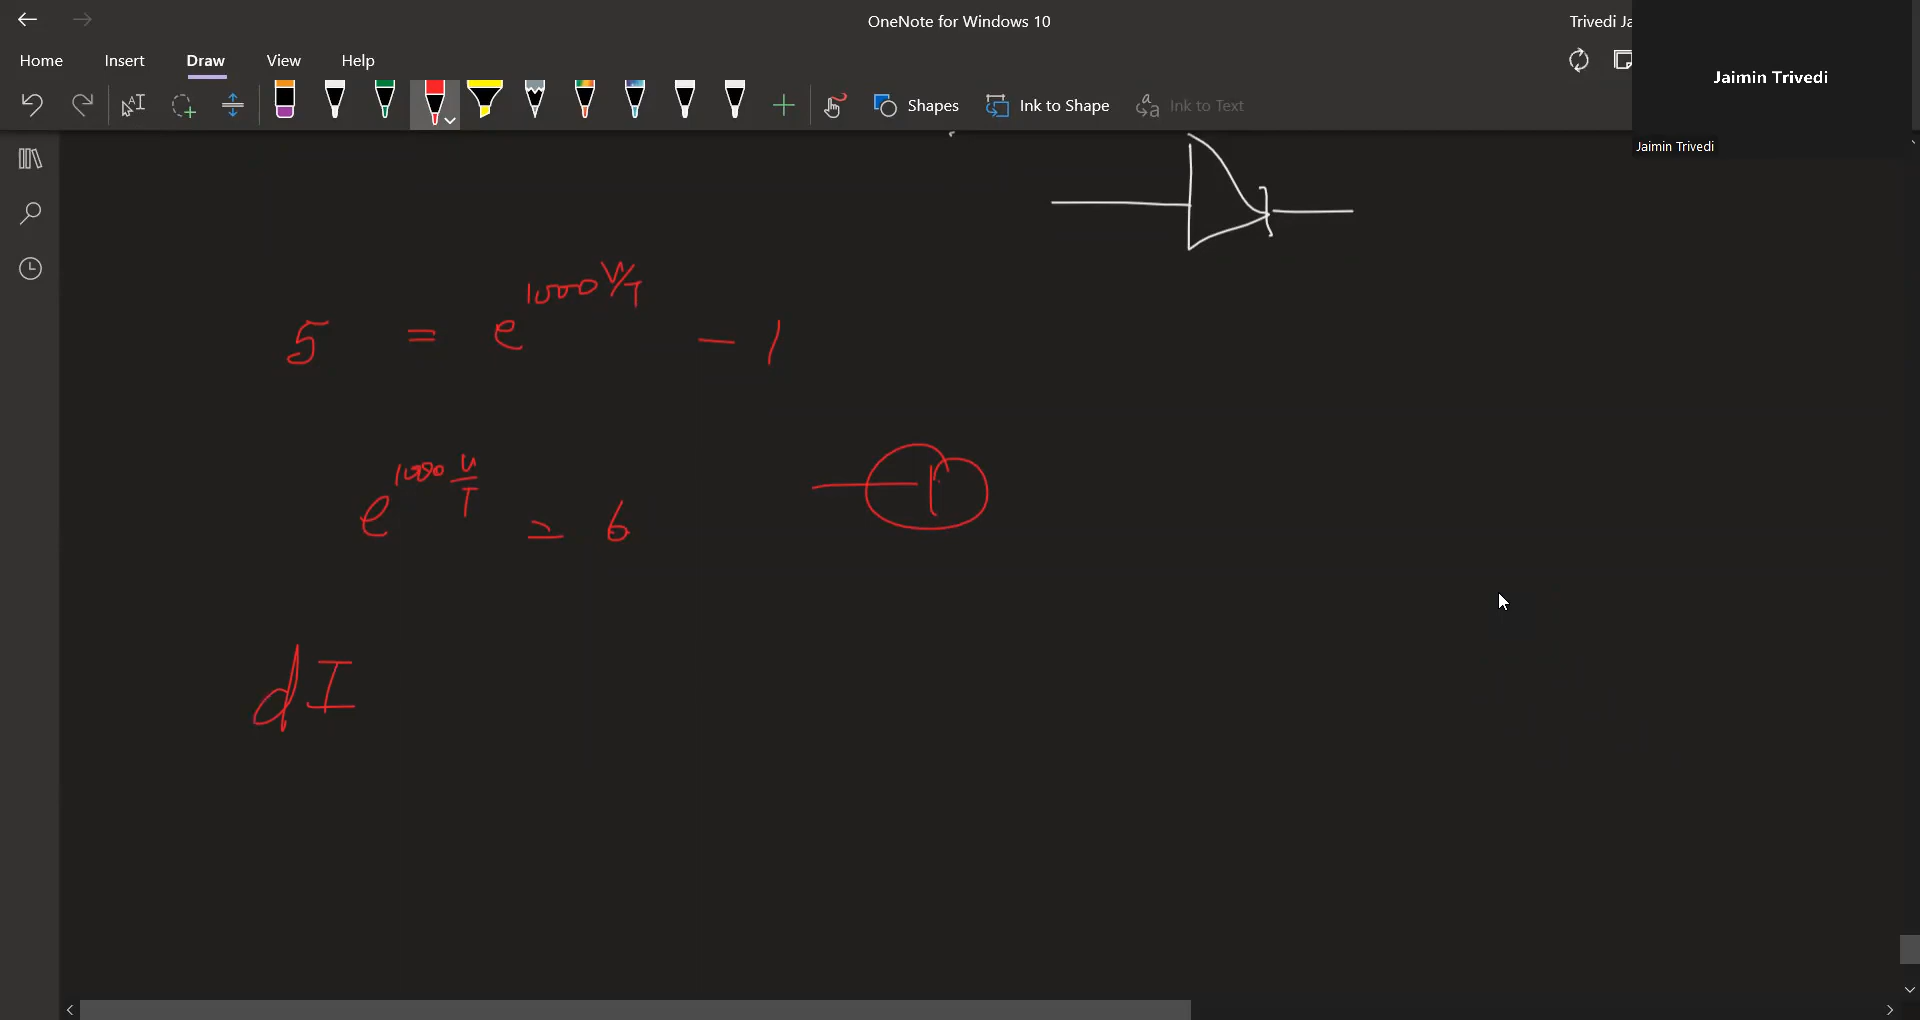 OneNote for Windows 10
Trivedi Ja
Home Insert Draw View Help
Jaimin Trivedi
Shapes Ink to Shape Ink to Text
Jaimin Trivedi
5 = e^1000 V/T - 1
e^1000 V/T = 6
dI